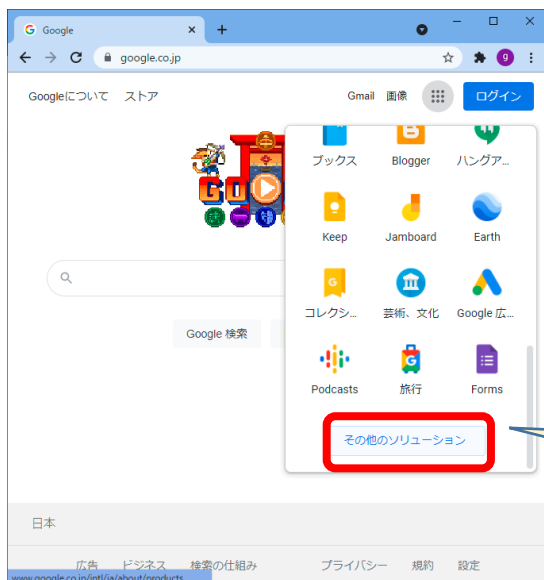 Google
google.co.jp
g
Googleについて ストア Gmail 画像 ログイン
ブックス Blogger ハングア...
GO
Keep Jamboard Earth
G
コレクシ... 芸術、文化 Google 広...
Google 検索
Podcasts 旅行 Forms
その他のソリューション
日本
広告 ビジネス 検索の仕組み プライバシー 規約 設定
www.google.co.jp/intl/ja/about/products